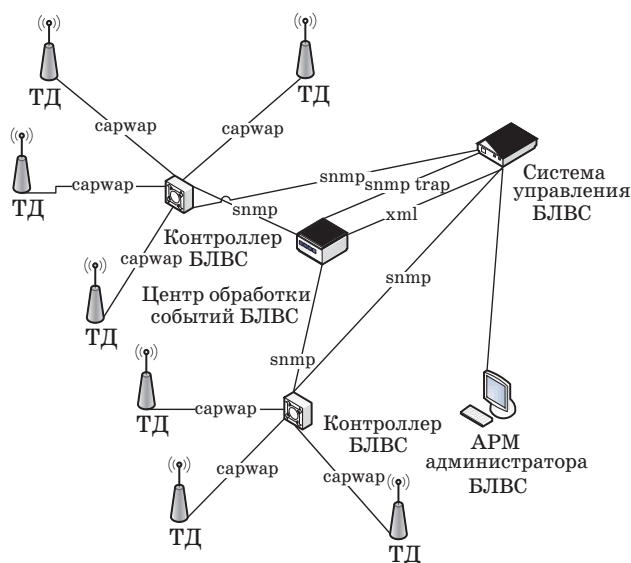 ТД
ТД
capwap
capwap
ТД
capwap
snmp
snmp trap
snmp
xml
Система
управления
БЛВС
Контроллер
БЛВС
capwap
ТД
Центр обработки
событий БЛВС
snmp
snmp
ТД
capwap
Контроллер
БЛВС
АРМ
администратора
БЛВС
capwap
capwap
ТД
ТД